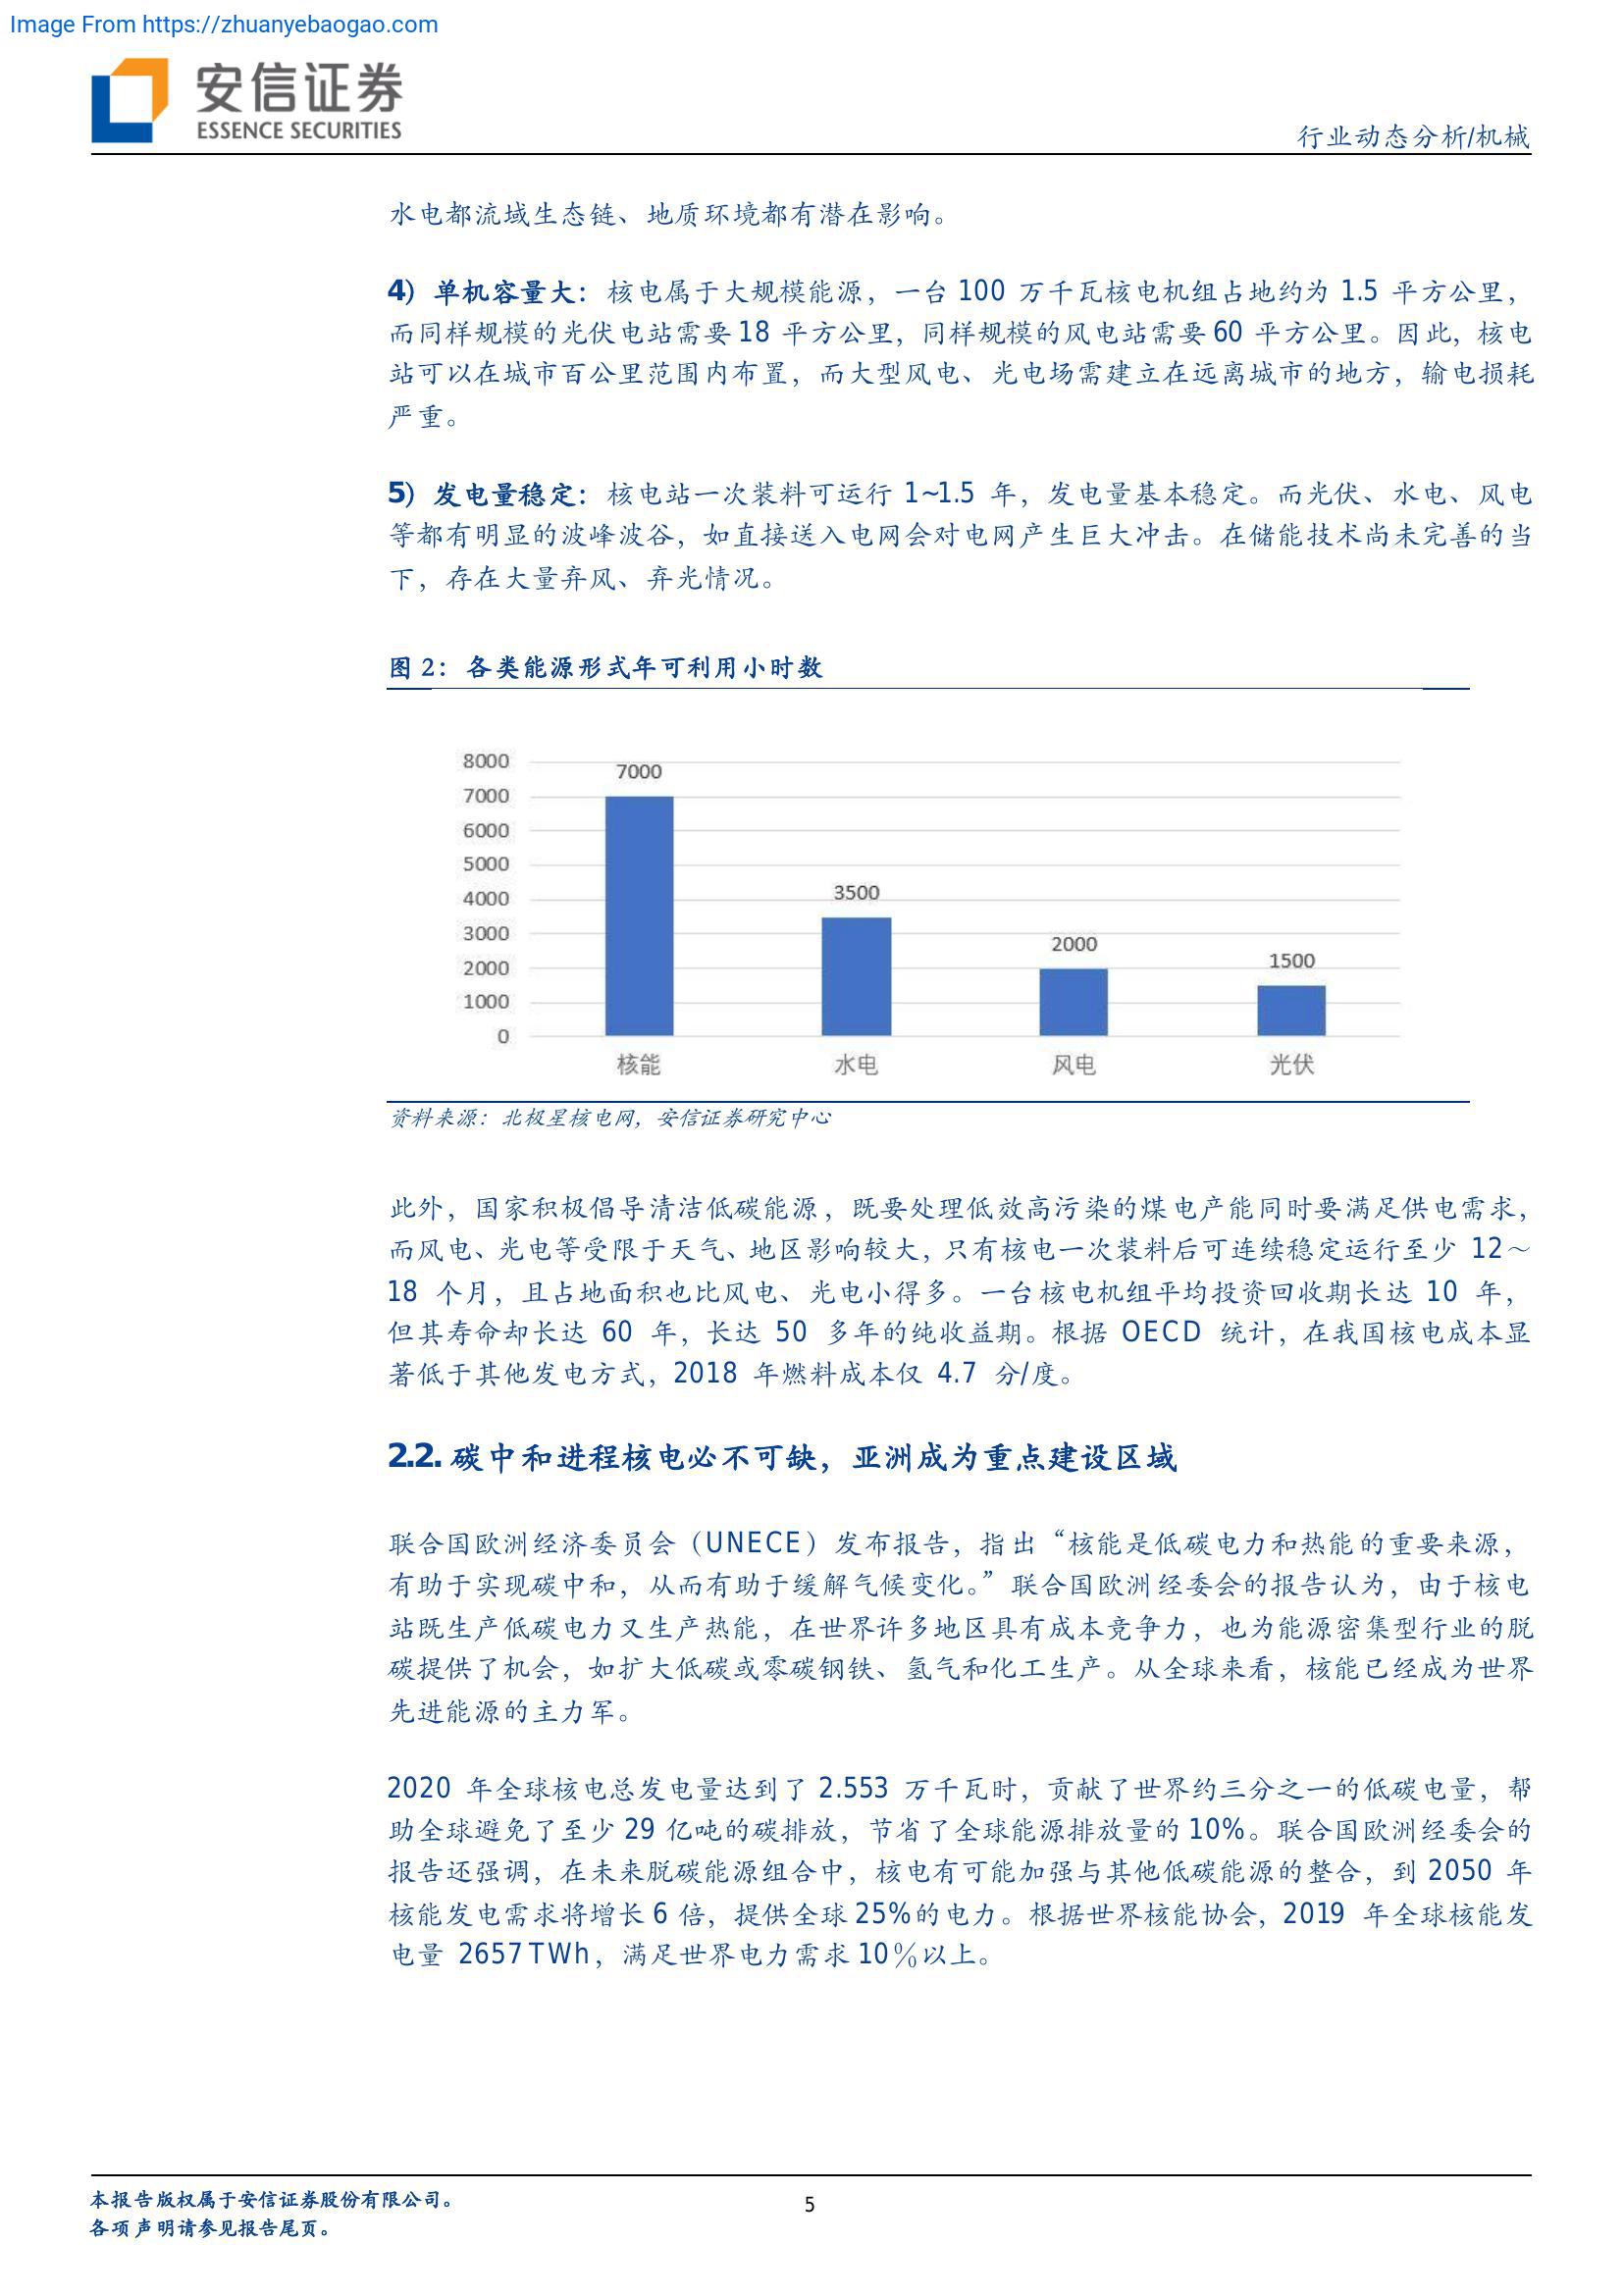 Image From https://zhuanyebaogao.com
安信证券
ESSENCE SECURITIES
行业动态分析/机械
水电都流域生态链、地质环境都有潜在影响。
4) 单机容量大：核电属于大规模能源，一台 100 万千瓦核电机组占地约为 1.5 平方公里，
而同样规模的光伏电站需要 18 平方公里，同样规模的风电站需要 60 平方公里。因此，核电
站可以在城市百公里范围内布置，而大型风电、光电场需建立在远离城市的地方，输电损耗
严重。
5) 发电量稳定：核电站一次装料可运行 1~1.5 年，发电量基本稳定。而光伏、水电、风电
等都有明显的波峰波谷，如直接送入电网会对电网产生巨大冲击。在储能技术尚未完善的当
下，存在大量弃风、弃光情况。
图 2：各类能源形式年可利用小时数
8000
7000
6000
5000
4000
3000
2000
1000
0
7000
3500
2000
1500
核能
水电
风电
光伏
资料来源：北极星核电网，安信证券研究中心
此外，国家积极倡导清洁低碳能源，既要处理低效高污染的煤电产能同时要满足供电需求，
而风电、光电等受限于天气、地区影响较大，只有核电一次装料后可连续稳定运行至少 12～
18 个月，且占地面积也比风电、光电小得多。一台核电机组平均投资回收期长达 10 年，
但其寿命却长达 60 年，长达 50 多年的纯收益期。根据 OECD 统计，在我国核电成本显
著低于其他发电方式，2018 年燃料成本仅 4.7 分/度。
2.2. 碳中和进程核电必不可缺，亚洲成为重点建设区域
联合国欧洲经济委员会（UNECE）发布报告，指出“核能是低碳电力和热能的重要来源，
有助于实现碳中和，从而有助于缓解气候变化。”联合国欧洲经委会的报告认为，由于核电
站既生产低碳电力又生产热能，在世界许多地区具有成本竞争力，也为能源密集型行业的脱
碳提供了机会，如扩大低碳或零碳钢铁、氢气和化工生产。从全球来看，核能已经成为世界
先进能源的主力军。
2020 年全球核电总发电量达到了 2.553 万千瓦时，贡献了世界约三分之一的低碳电量，帮
助全球避免了至少 29 亿吨的碳排放，节省了全球能源排放量的 10%。联合国欧洲经委会的
报告还强调，在未来脱碳能源组合中，核电有可能加强与其他低碳能源的整合，到 2050 年
核能发电需求将增长 6 倍，提供全球 25%的电力。根据世界核能协会，2019 年全球核能发
电量 2657 TWh，满足世界电力需求 10％以上。
本报告版权属于安信证券股份有限公司。
各项声明请参见报告尾页。
5